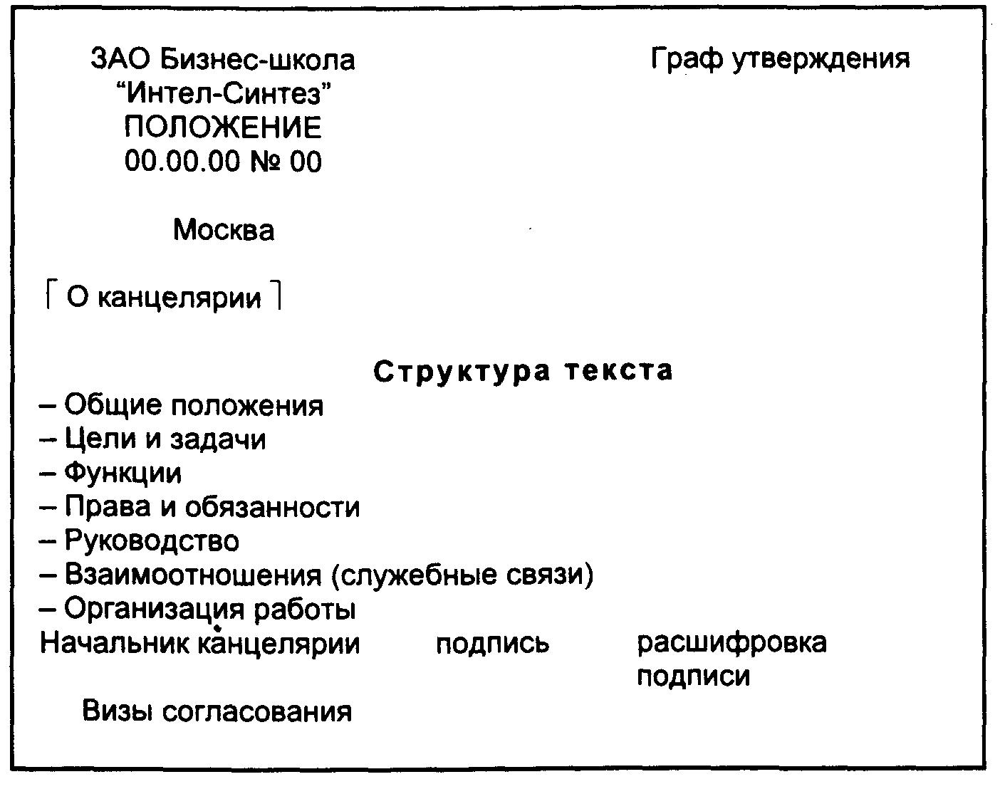 ЗАО Бизнес-школа
“Интел-Синтез”
ПОЛОЖЕНИЕ
00.00.00 № 00
Граф утверждения
Москва
О канцелярии
Структура текста
– Общие положения
– Цели и задачи
– Функции
– Права и обязанности
– Руководство
– Взаимоотношения (служебные связи)
– Организация работы
Начальник канцелярии подпись расшифровка
подписи
Визы согласования